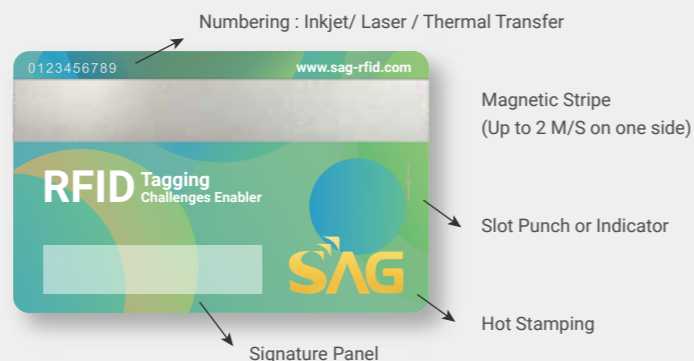 Numbering : Inkjet/ Laser / Thermal Transfer
0123456789
www.sag-rfid.com
Magnetic Stripe
(Up to 2 M/S on one side)
RFID Tagging
Challenges Enabler
Slot Punch or Indicator
SAG
Hot Stamping
Signature Panel